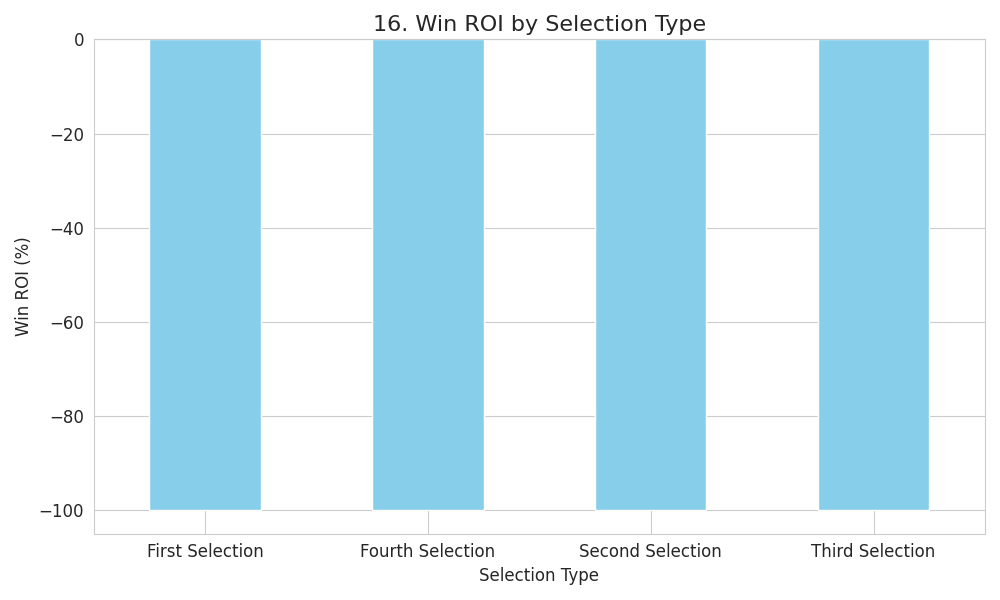 16. Win ROI by Selection Type
0
−20
−40
−60
−80
−100
Win ROI (%)
First Selection
Fourth Selection
Second Selection
Third Selection
Selection Type